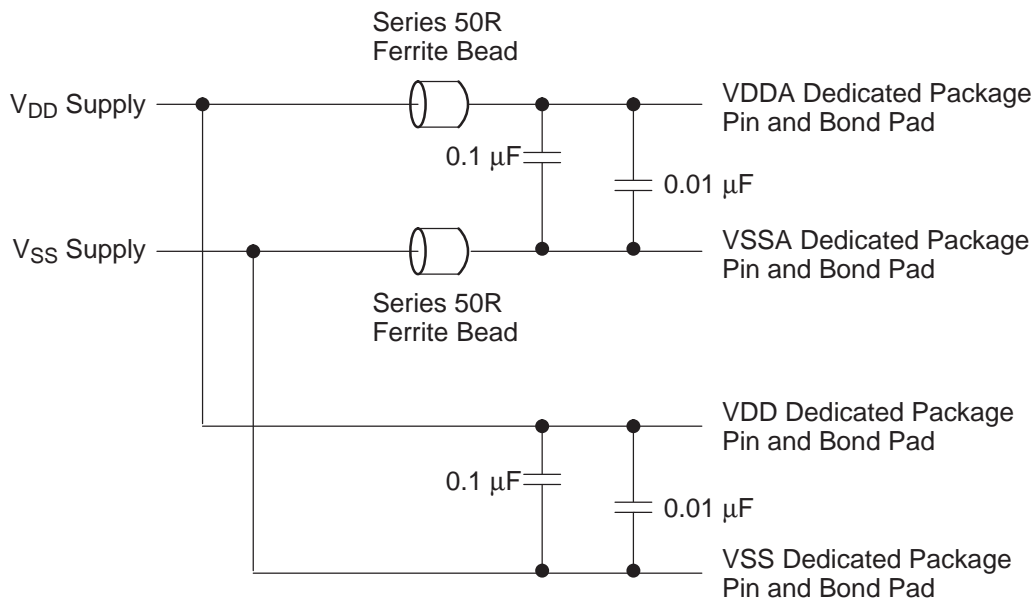 Series 50R
Ferrite Bead
VDD Supply
VDDA Dedicated Package
Pin and Bond Pad
0.1 μF
0.01 μF
VSS Supply
VSSA Dedicated Package
Pin and Bond Pad
Series 50R
Ferrite Bead
VDD Dedicated Package
Pin and Bond Pad
0.1 μF
0.01 μF
VSS Dedicated Package
Pin and Bond Pad